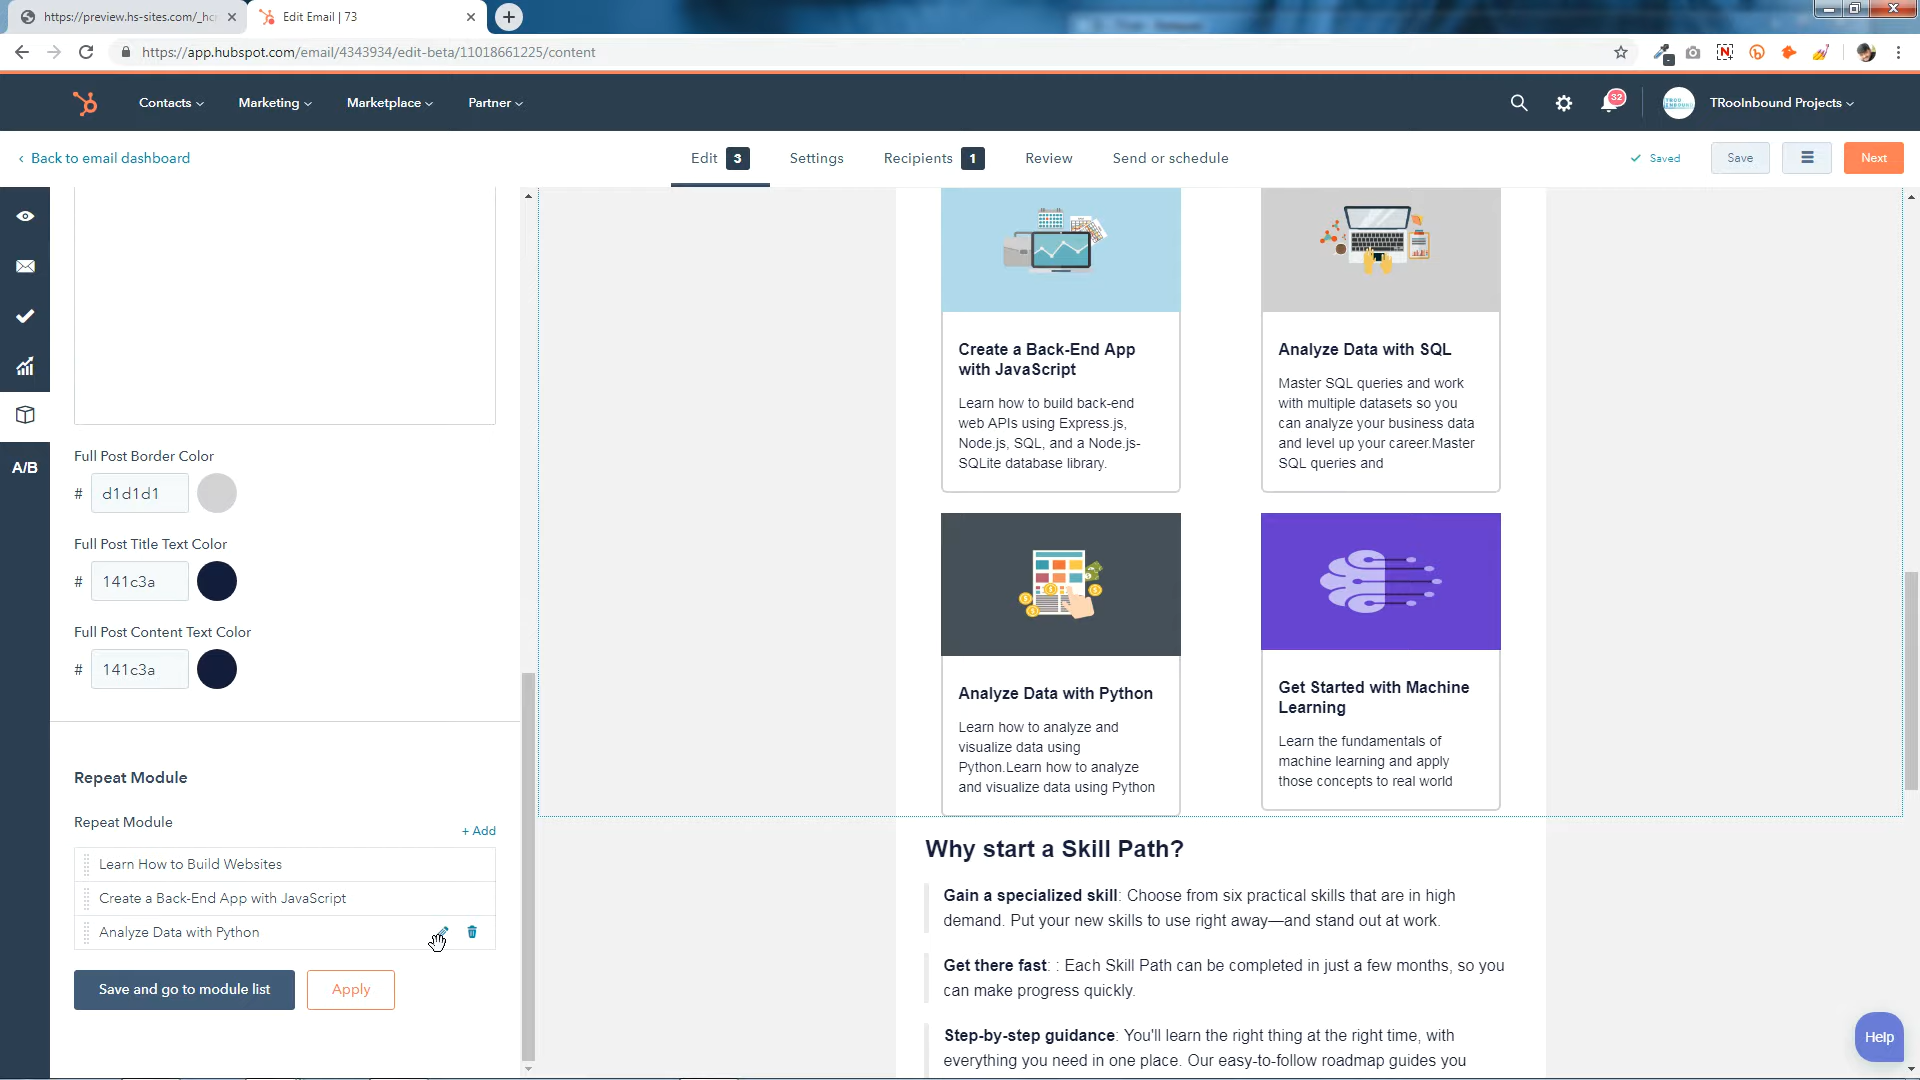 https://preview.hs-sites.com/_hc
Edit Email | 73
https://app.hubspot.com/email/4343934/edit-beta/11018661225/content
Contacts
Marketing
Marketplace
Partner
32
TRooInbound Projects
Back to email dashboard
Edit 3
Settings
Recipients 1
Review
Send or schedule
Saved
Save
Next
A/B
Full Post Border Color
# d1d1d1
Full Post Title Text Color
# 141c3a
Full Post Content Text Color
# 141c3a
Repeat Module
Repeat Module
+ Add
Learn How to Build Websites
Create a Back-End App with JavaScript
Analyze Data with Python
Save and go to module list
Apply
Create a Back-End App
with JavaScript
Learn how to build back-end
web APIs using Express.js,
Node.js, SQL, and a Node.js-
SQLite database library.
Analyze Data with SQL
Master SQL queries and work
with multiple datasets so you
can analyze your business data
and level up your career.Master
SQL queries and
Analyze Data with Python
Learn how to analyze and
visualize data using
Python.Learn how to analyze
and visualize data using Python
Get Started with Machine
Learning
Learn the fundamentals of
machine learning and apply
those concepts to real world
Why start a Skill Path?
Gain a specialized skill: Choose from six practical skills that are in high
demand. Put your new skills to use right away—and stand out at work.
Get there fast: : Each Skill Path can be completed in just a few months, so you
can make progress quickly.
Step-by-step guidance: You'll learn the right thing at the right time, with
everything you need in one place. Our easy-to-follow roadmap guides you
Help